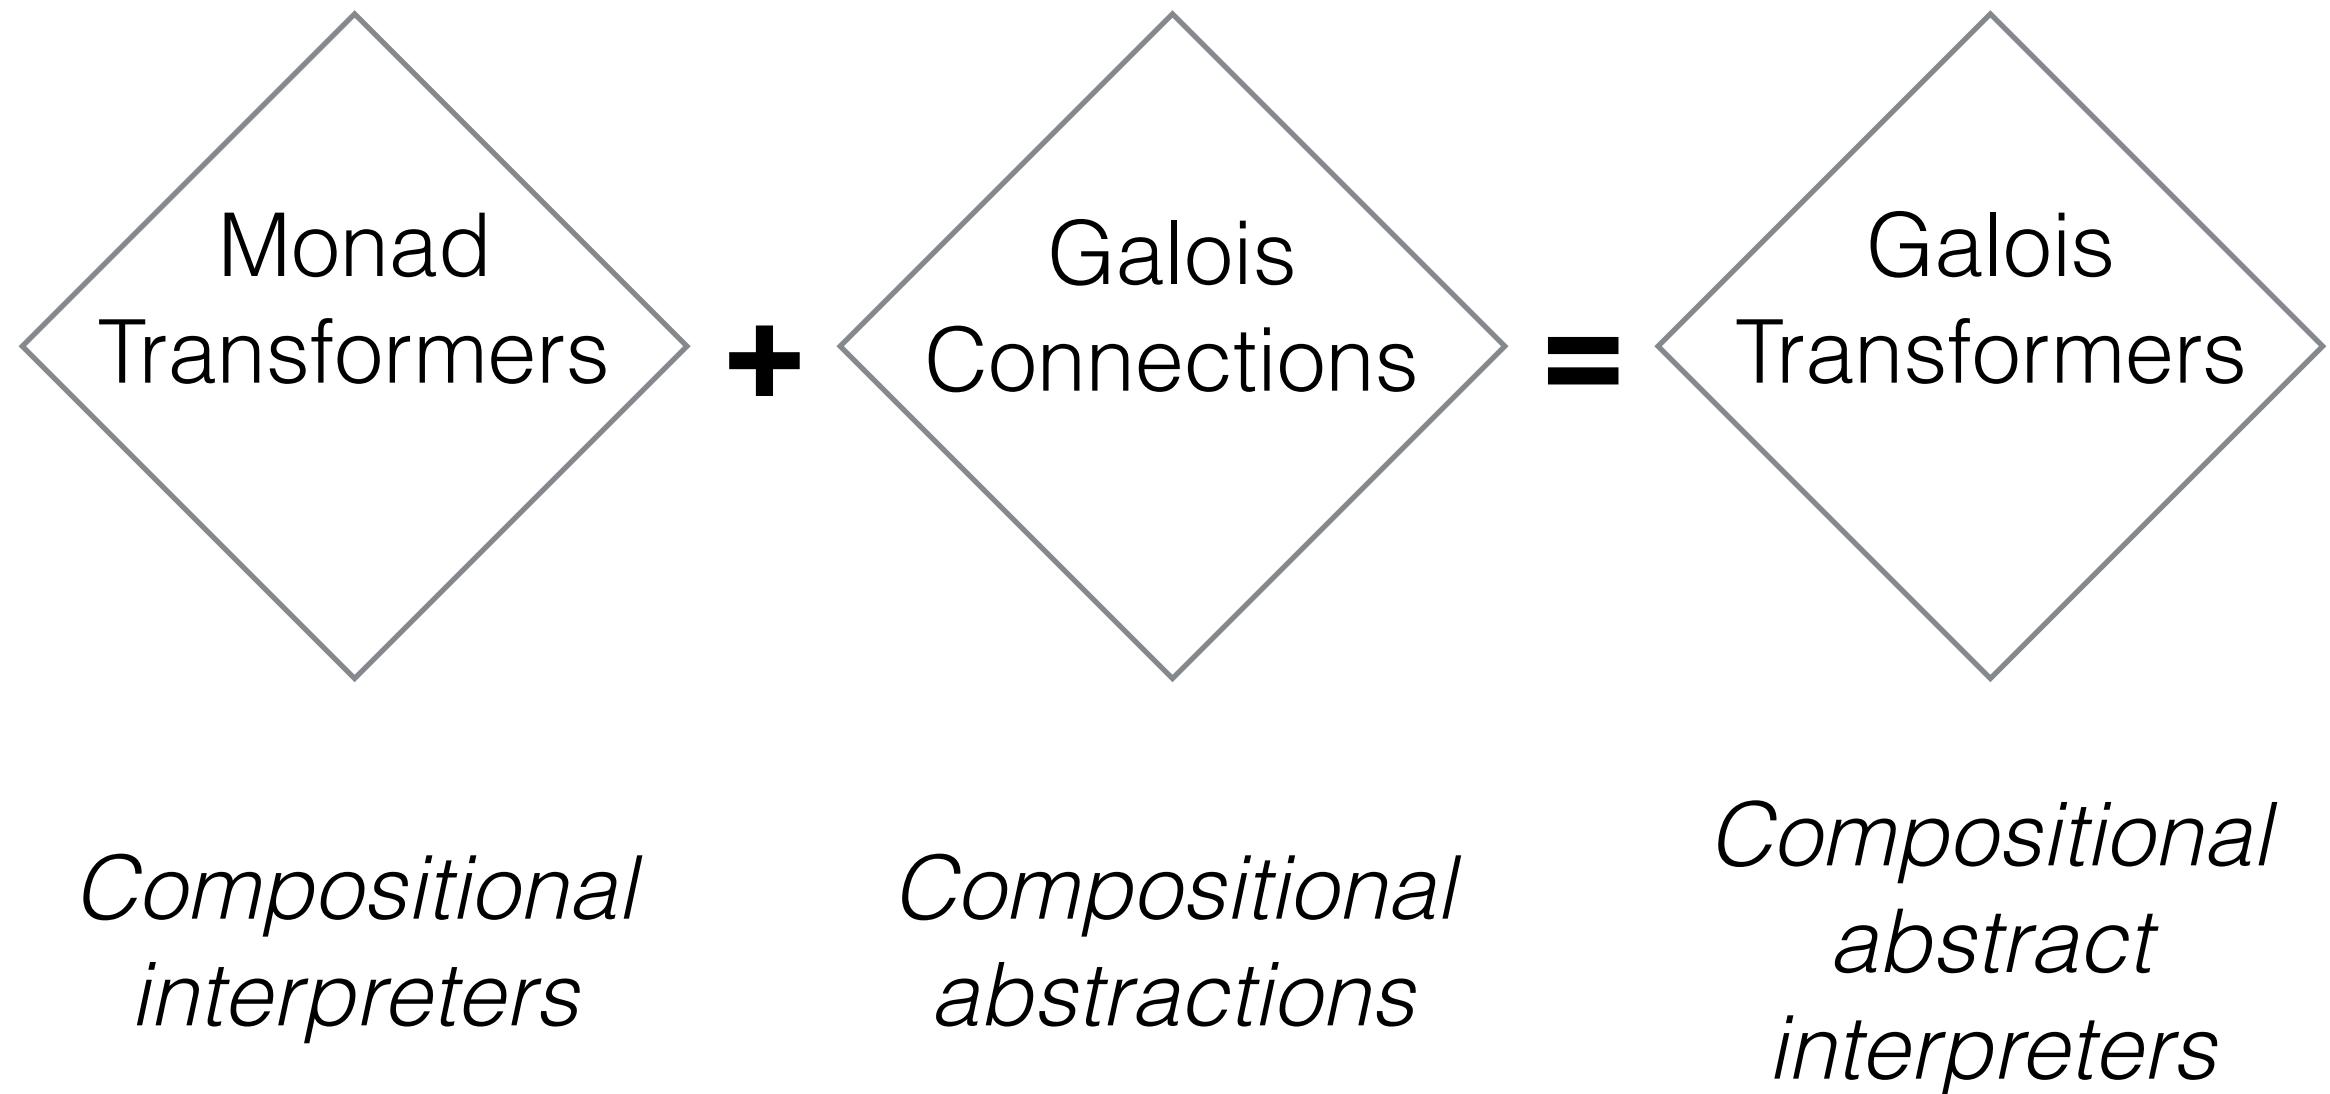 Monad
Transformers
+
Galois
Connections
=
Galois
Transformers
Compositional
interpreters
Compositional
abstractions
Compositional
abstract
interpreters